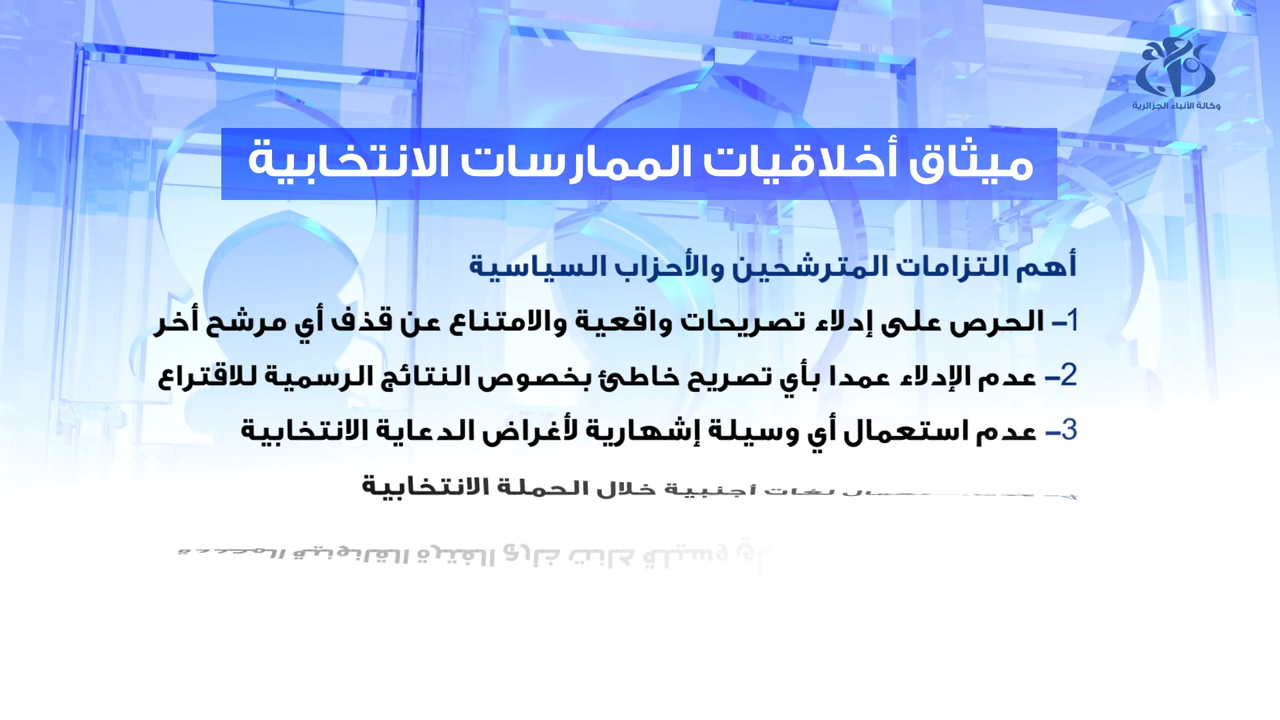 وكالة الأنباء الجزائرية
ميثاق أخلاقيات الممارسات الانتخابية
أهم التزامات المترشحين والأحزاب السياسية
1– الحرص على إدلاء تصريحات واقعية والامتناع عن قذف أي مرشح أخر
2– عدم الإدلاء عمدا بأي تصريح خاطئ بخصوص النتائج الرسمية للاقتراع
3– عدم استعمال أي وسيلة إشهارية لأغراض الدعاية الانتخابية
لغات أجنبية خلال الحملة الانتخابية